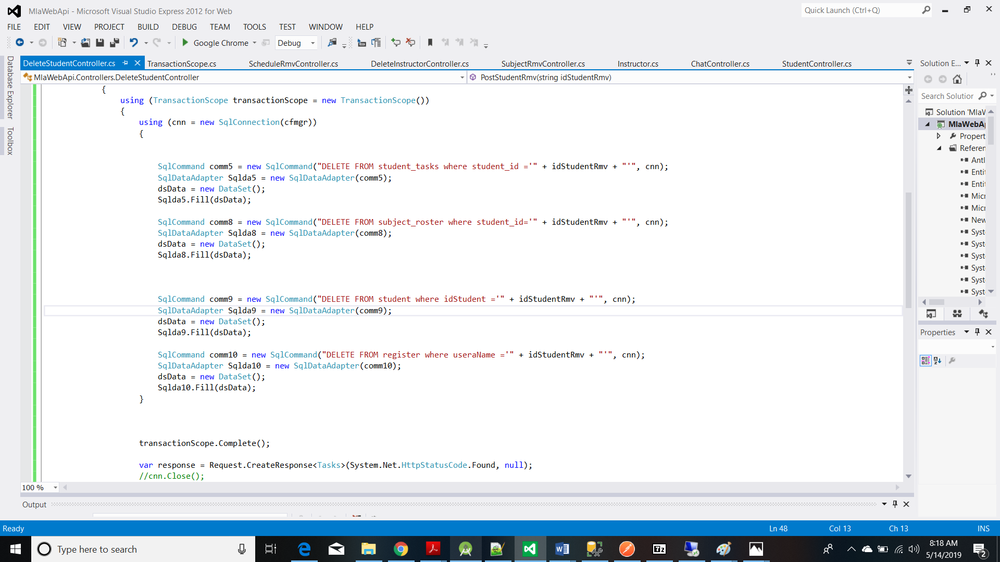 MlaWebApi - Microsoft Visual Studio Express 2012 for Web
Quick Launch (Ctrl+Q)
FILE EDIT VIEW PROJECT BUILD DEBUG TEAM TOOLS TEST WINDOW HELP
Google Chrome Debug
Database Explorer
Toolbox
DeleteStudentController.cs TransactionScope.cs ScheduleRmvController.cs DeleteInstructorController.cs SubjectRmvController.cs Instructor.cs ChatController.cs StudentController.cs
MlaWebApi.Controllers.DeleteStudentController PostStudentRmv(string idStudentRmv)
{
using (TransactionScope transactionScope = new TransactionScope())
{
using (cnn = new SqlConnection(cfmgr))
{
SqlCommand comm5 = new SqlCommand("DELETE FROM student_tasks where student_id ='" + idStudentRmv + "'", cnn);
SqlDataAdapter Sqlda5 = new SqlDataAdapter(comm5);
dsData = new DataSet();
Sqlda5.Fill(dsData);
SqlCommand comm8 = new SqlCommand("DELETE FROM subject_roster where student_id='" + idStudentRmv + "'", cnn);
SqlDataAdapter Sqlda8 = new SqlDataAdapter(comm8);
dsData = new DataSet();
Sqlda8.Fill(dsData);
SqlCommand comm9 = new SqlCommand("DELETE FROM student where idStudent ='" + idStudentRmv + "'", cnn);
SqlDataAdapter Sqlda9 = new SqlDataAdapter(comm9);
dsData = new DataSet();
Sqlda9.Fill(dsData);
SqlCommand comm10 = new SqlCommand("DELETE FROM register where useraName ='" + idStudentRmv + "'", cnn);
SqlDataAdapter Sqlda10 = new SqlDataAdapter(comm10);
dsData = new DataSet();
Sqlda10.Fill(dsData);
}
transactionScope.Complete();
var response = Request.CreateResponse<Tasks>(System.Net.HttpStatusCode.Found, null);
//cnn.Close();
100 %
Output
Solution E...
Search Solution
Solution 'MlaW
MlaWebAp
Propert
Referen
Antl
Enti
Enti
Micr
Micr
New
Syst
Syst
Syst
Syst
Syst
Syst
Properties
Ready Ln 48 Col 13 Ch 13 INS
Type here to search
8:18 AM
5/14/2019
2